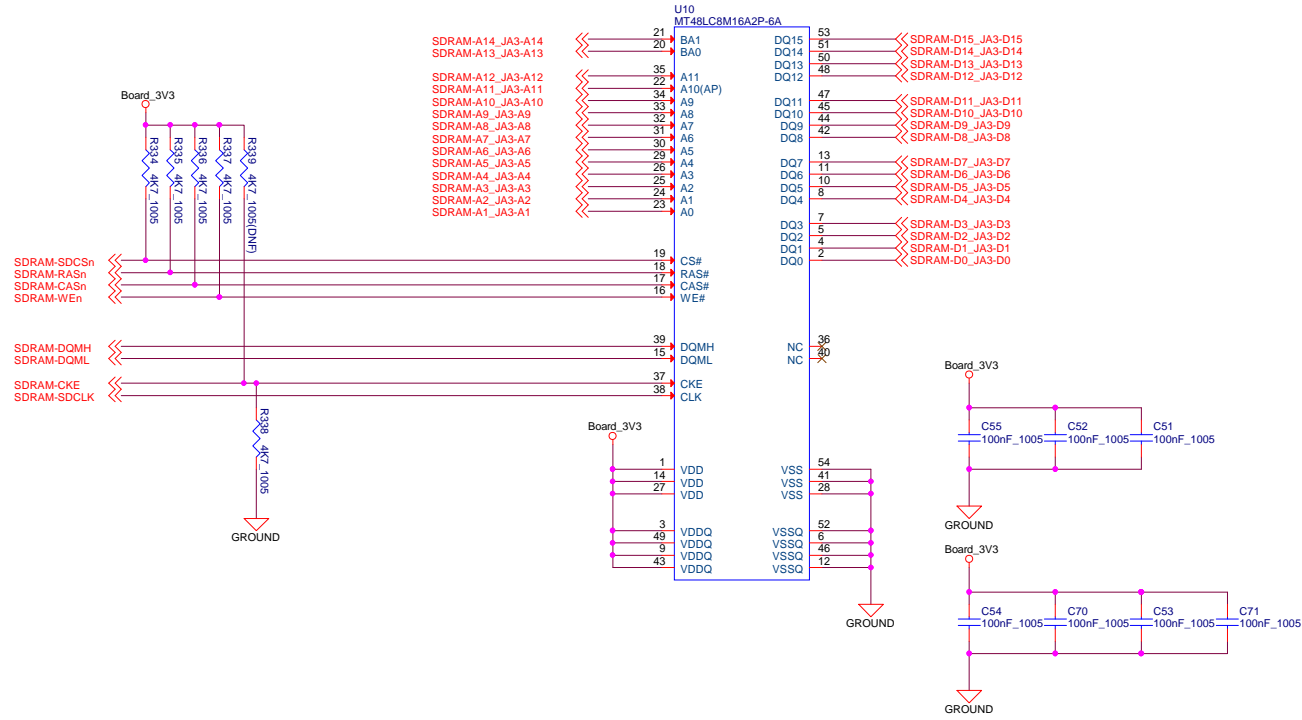 U10
MT48LC8M16A2P-6A
SDRAM-A14_JA3-A14 21 BA1 DQ15 53 SDRAM-D15_JA3-D15
SDRAM-A13_JA3-A13 20 BA0 DQ14 51 SDRAM-D14_JA3-D14
DQ13 50 SDRAM-D13_JA3-D13
SDRAM-A12_JA3-A12 35 A11 DQ12 48 SDRAM-D12_JA3-D12
SDRAM-A11_JA3-A11 22 A10(AP)
SDRAM-A10_JA3-A10 34 A9 DQ11 47 SDRAM-D11_JA3-D11
SDRAM-A9_JA3-A9 33 A8 DQ10 45 SDRAM-D10_JA3-D10
SDRAM-A8_JA3-A8 32 A7 DQ9 44 SDRAM-D9_JA3-D9
SDRAM-A7_JA3-A7 31 A6 DQ8 42 SDRAM-D8_JA3-D8
SDRAM-A6_JA3-A6 30 A5
SDRAM-A5_JA3-A5 29 A4 DQ7 13 SDRAM-D7_JA3-D7
SDRAM-A4_JA3-A4 26 A3 DQ6 11 SDRAM-D6_JA3-D6
SDRAM-A3_JA3-A3 25 A2 DQ5 10 SDRAM-D5_JA3-D5
SDRAM-A2_JA3-A2 24 A1 DQ4 8 SDRAM-D4_JA3-D4
SDRAM-A1_JA3-A1 23 A0
DQ3 7 SDRAM-D3_JA3-D3
DQ2 5 SDRAM-D2_JA3-D2
DQ1 4 SDRAM-D1_JA3-D1
DQ0 2 SDRAM-D0_JA3-D0
Board_3V3
R334 4K7_1005
R335 4K7_1005
R336 4K7_1005
R337 4K7_1005
R339 4K7_1005(DNF)
SDRAM-SDCSn 19 CS#
SDRAM-RASn 18 RAS#
SDRAM-CASn 17 CAS#
SDRAM-WEn 16 WE#
SDRAM-DQMH 39 DQMH NC 36
SDRAM-DQML 15 DQML NC 40
SDRAM-CKE 37 CKE
SDRAM-SDCLK 38 CLK
R338 4K7_1005
GROUND
Board_3V3
1 VDD VSS 54
14 VDD VSS 41
27 VDD VSS 28
3 VDDQ VSSQ 52
49 VDDQ VSSQ 6
9 VDDQ VSSQ 46
43 VDDQ VSSQ 12
GROUND
Board_3V3
C55 C52 C51
100nF_1005 100nF_1005 100nF_1005
GROUND
Board_3V3
C54 C70 C53 C71
100nF_1005 100nF_1005 100nF_1005 100nF_1005
GROUND